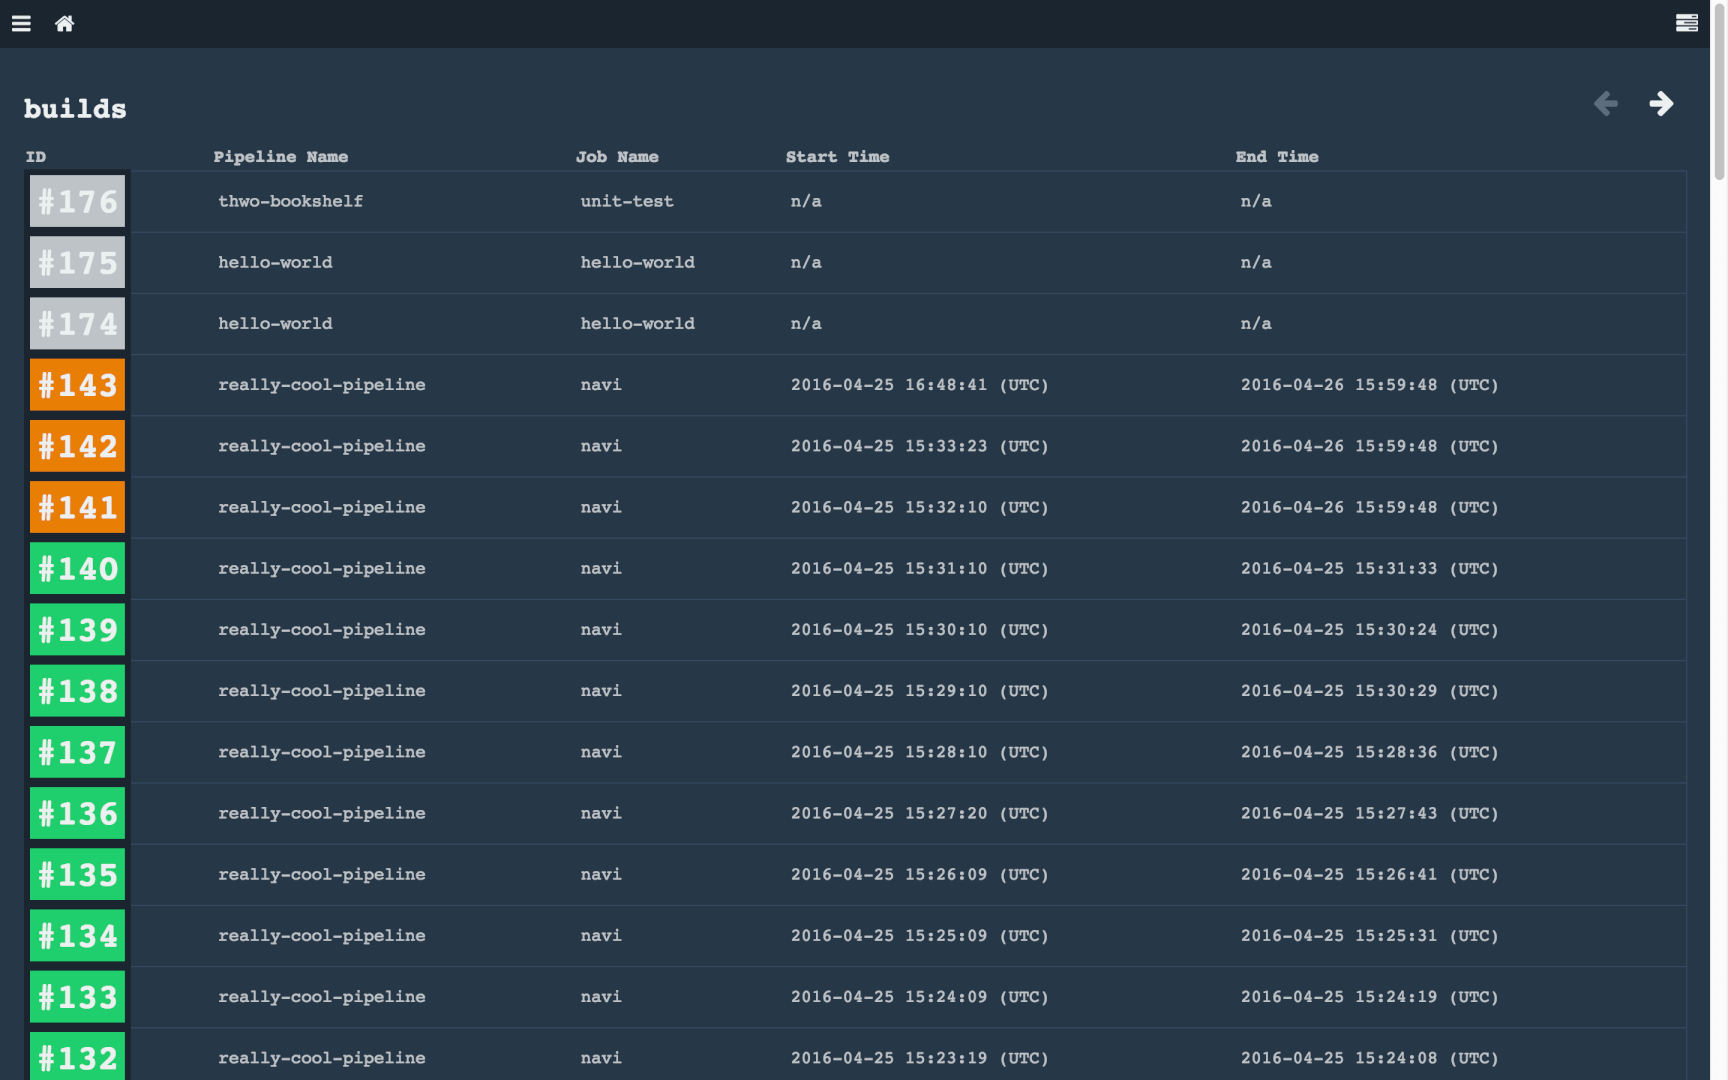 builds
ID Pipeline Name Job Name Start Time End Time
#176 thwo-bookshelf unit-test n/a n/a
#175 hello-world hello-world n/a n/a
#174 hello-world hello-world n/a n/a
#143 really-cool-pipeline navi 2016-04-25 16:48:41 (UTC) 2016-04-26 15:59:48 (UTC)
#142 really-cool-pipeline navi 2016-04-25 15:33:23 (UTC) 2016-04-26 15:59:48 (UTC)
#141 really-cool-pipeline navi 2016-04-25 15:32:10 (UTC) 2016-04-26 15:59:48 (UTC)
#140 really-cool-pipeline navi 2016-04-25 15:31:10 (UTC) 2016-04-25 15:31:33 (UTC)
#139 really-cool-pipeline navi 2016-04-25 15:30:10 (UTC) 2016-04-25 15:30:24 (UTC)
#138 really-cool-pipeline navi 2016-04-25 15:29:10 (UTC) 2016-04-25 15:30:29 (UTC)
#137 really-cool-pipeline navi 2016-04-25 15:28:10 (UTC) 2016-04-25 15:28:36 (UTC)
#136 really-cool-pipeline navi 2016-04-25 15:27:20 (UTC) 2016-04-25 15:27:43 (UTC)
#135 really-cool-pipeline navi 2016-04-25 15:26:09 (UTC) 2016-04-25 15:26:41 (UTC)
#134 really-cool-pipeline navi 2016-04-25 15:25:09 (UTC) 2016-04-25 15:25:31 (UTC)
#133 really-cool-pipeline navi 2016-04-25 15:24:09 (UTC) 2016-04-25 15:24:19 (UTC)
#132 really-cool-pipeline navi 2016-04-25 15:23:19 (UTC) 2016-04-25 15:24:08 (UTC)